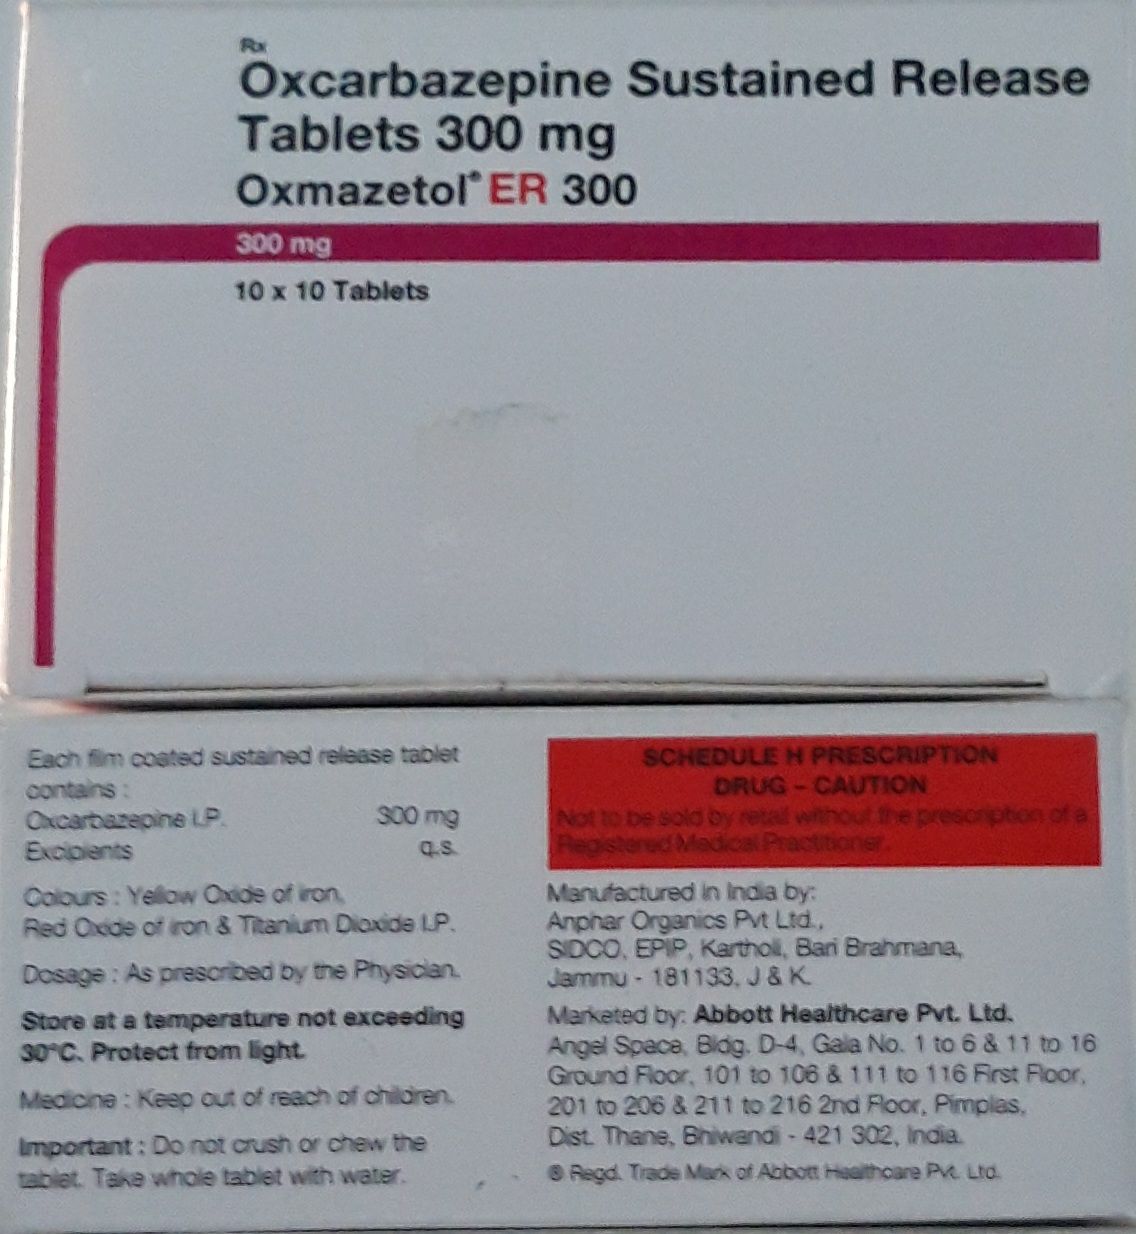 Rx
Oxcarbazepine Sustained Release
Tablets 300 mg
Oxmazetol® ER 300
300 mg
10 x 10 Tablets
Each film coated sustained release tablet
contains :
Oxcarbazepine I.P. 300 mg
Excipients q.s.
Colours : Yellow Oxide of iron,
Red Oxide of iron & Titanium Dioxide I.P.
Dosage : As prescribed by the Physician.
Store at a temperature not exceeding
30°C. Protect from light.
Medicine : Keep out of reach of children.
Important : Do not crush or chew the
tablet. Take whole tablet with water.
SCHEDULE H PRESCRIPTION
DRUG – CAUTION
Not to be sold by retail without the prescription of a
Registered Medical Practitioner.
Manufactured in India by:
Anphar Organics Pvt Ltd.,
SIDCO, EPIP, Kartholi, Bari Brahmana,
Jammu - 181133, J & K.
Marketed by: Abbott Healthcare Pvt. Ltd.
Angel Space, Bldg. D-4, Gala No. 1 to 6 & 11 to 16
Ground Floor, 101 to 106 & 111 to 116 First Floor,
201 to 206 & 211 to 216 2nd Floor, Pimplas,
Dist. Thane, Bhiwandi - 421 302, India.
® Regd. Trade Mark of Abbott Healthcare Pvt. Ltd.